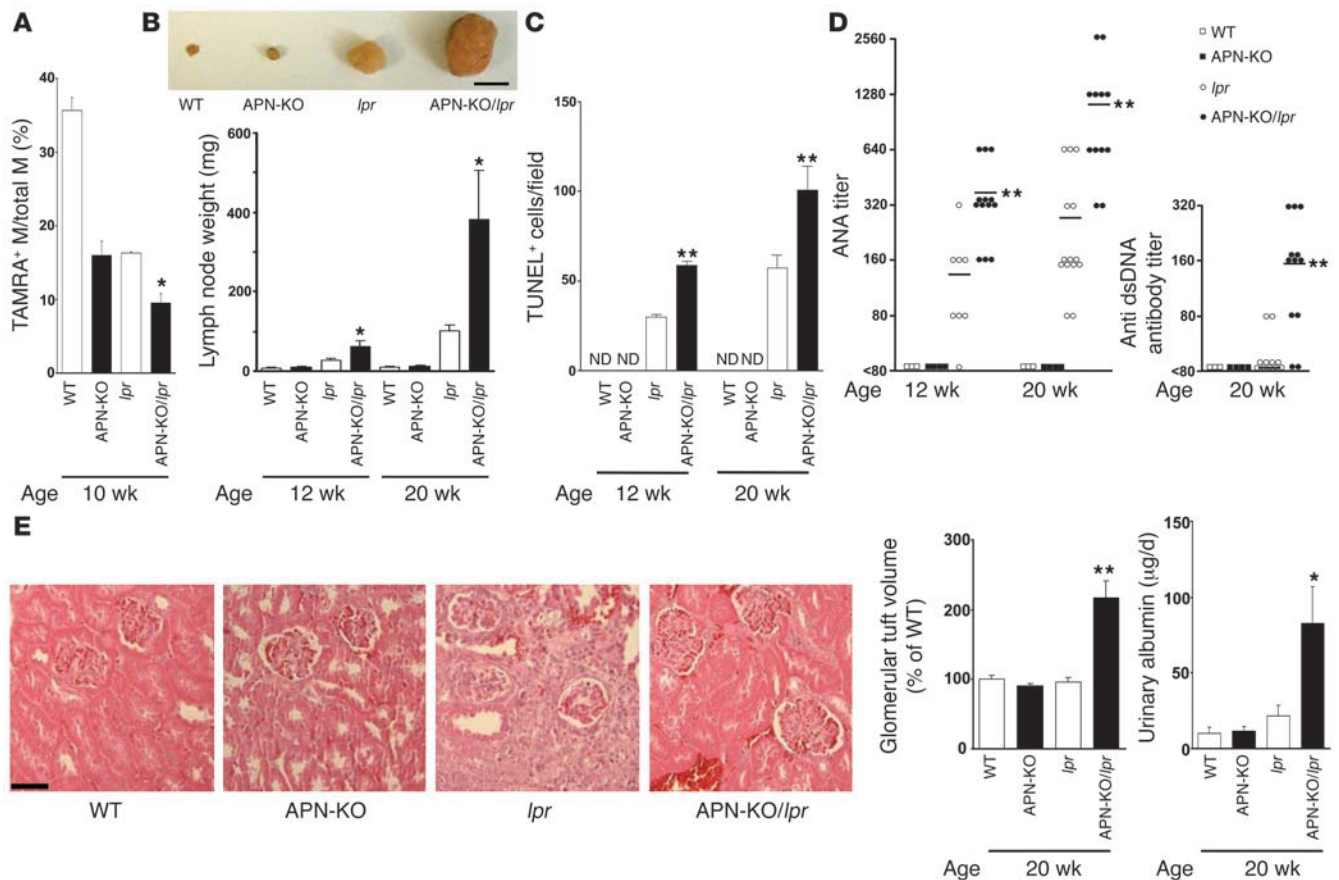 A
TAMRA+ M/total M (%)
40
30
20
10
0
WT
APN-KO
lpr
APN-KO/lpr
*
Age 10 wk
B
WT APN-KO lpr APN-KO/lpr
Lymph node weight (mg)
600
400
200
100
0
*
*
WT
APN-KO
lpr
APN-KO/lpr
WT
APN-KO
lpr
APN-KO/lpr
Age 12 wk 20 wk
C
TUNEL+ cells/field
150
100
50
0
ND ND
**
ND ND
**
WT
APN-KO
lpr
APN-KO/lpr
WT
APN-KO
lpr
APN-KO/lpr
Age 12 wk 20 wk
D
ANA titer
2560
1280
640
320
160
80
<80
**
**
Age 12 wk 20 wk
WT
APN-KO
lpr
APN-KO/lpr
Anti dsDNA
antibody titer
320
160
80
<80
**
Age 20 wk
E
WT APN-KO lpr APN-KO/lpr
Glomerular tuft volume
(% of WT)
300
200
100
0
**
WT
APN-KO
lpr
APN-KO/lpr
Age 20 wk
Urinary albumin (μg/d)
150
100
50
0
*
WT
APN-KO
lpr
APN-KO/lpr
Age 20 wk